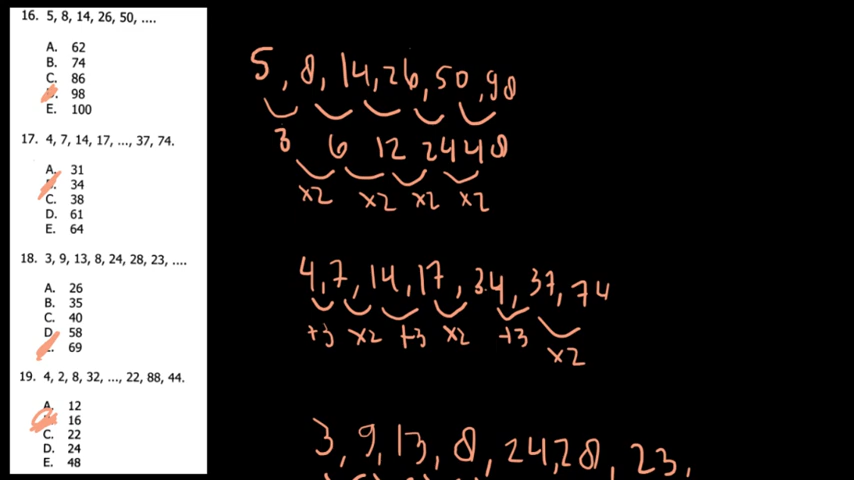 16. 5, 8, 14, 26, 50, ....
A. 62
B. 74
C. 86
98
E. 100
17. 4, 7, 14, 17, ..., 37, 74.
A. 31
34
C. 38
D. 61
E. 64
18. 3, 9, 13, 8, 24, 28, 23, ....
A. 26
B. 35
C. 40
D. 58
69
19. 4, 2, 8, 32, ..., 22, 88, 44.
A. 12
16
C. 22
D. 24
E. 48
5, 8, 14, 26, 50, 98
3 6 12 24 48
x2 x2 x2 x2
4, 7, 14, 17, 34, 37, 74
+3 x2 +3 x2 +3 x2
3, 9, 13, 8, 24, 28, 23,